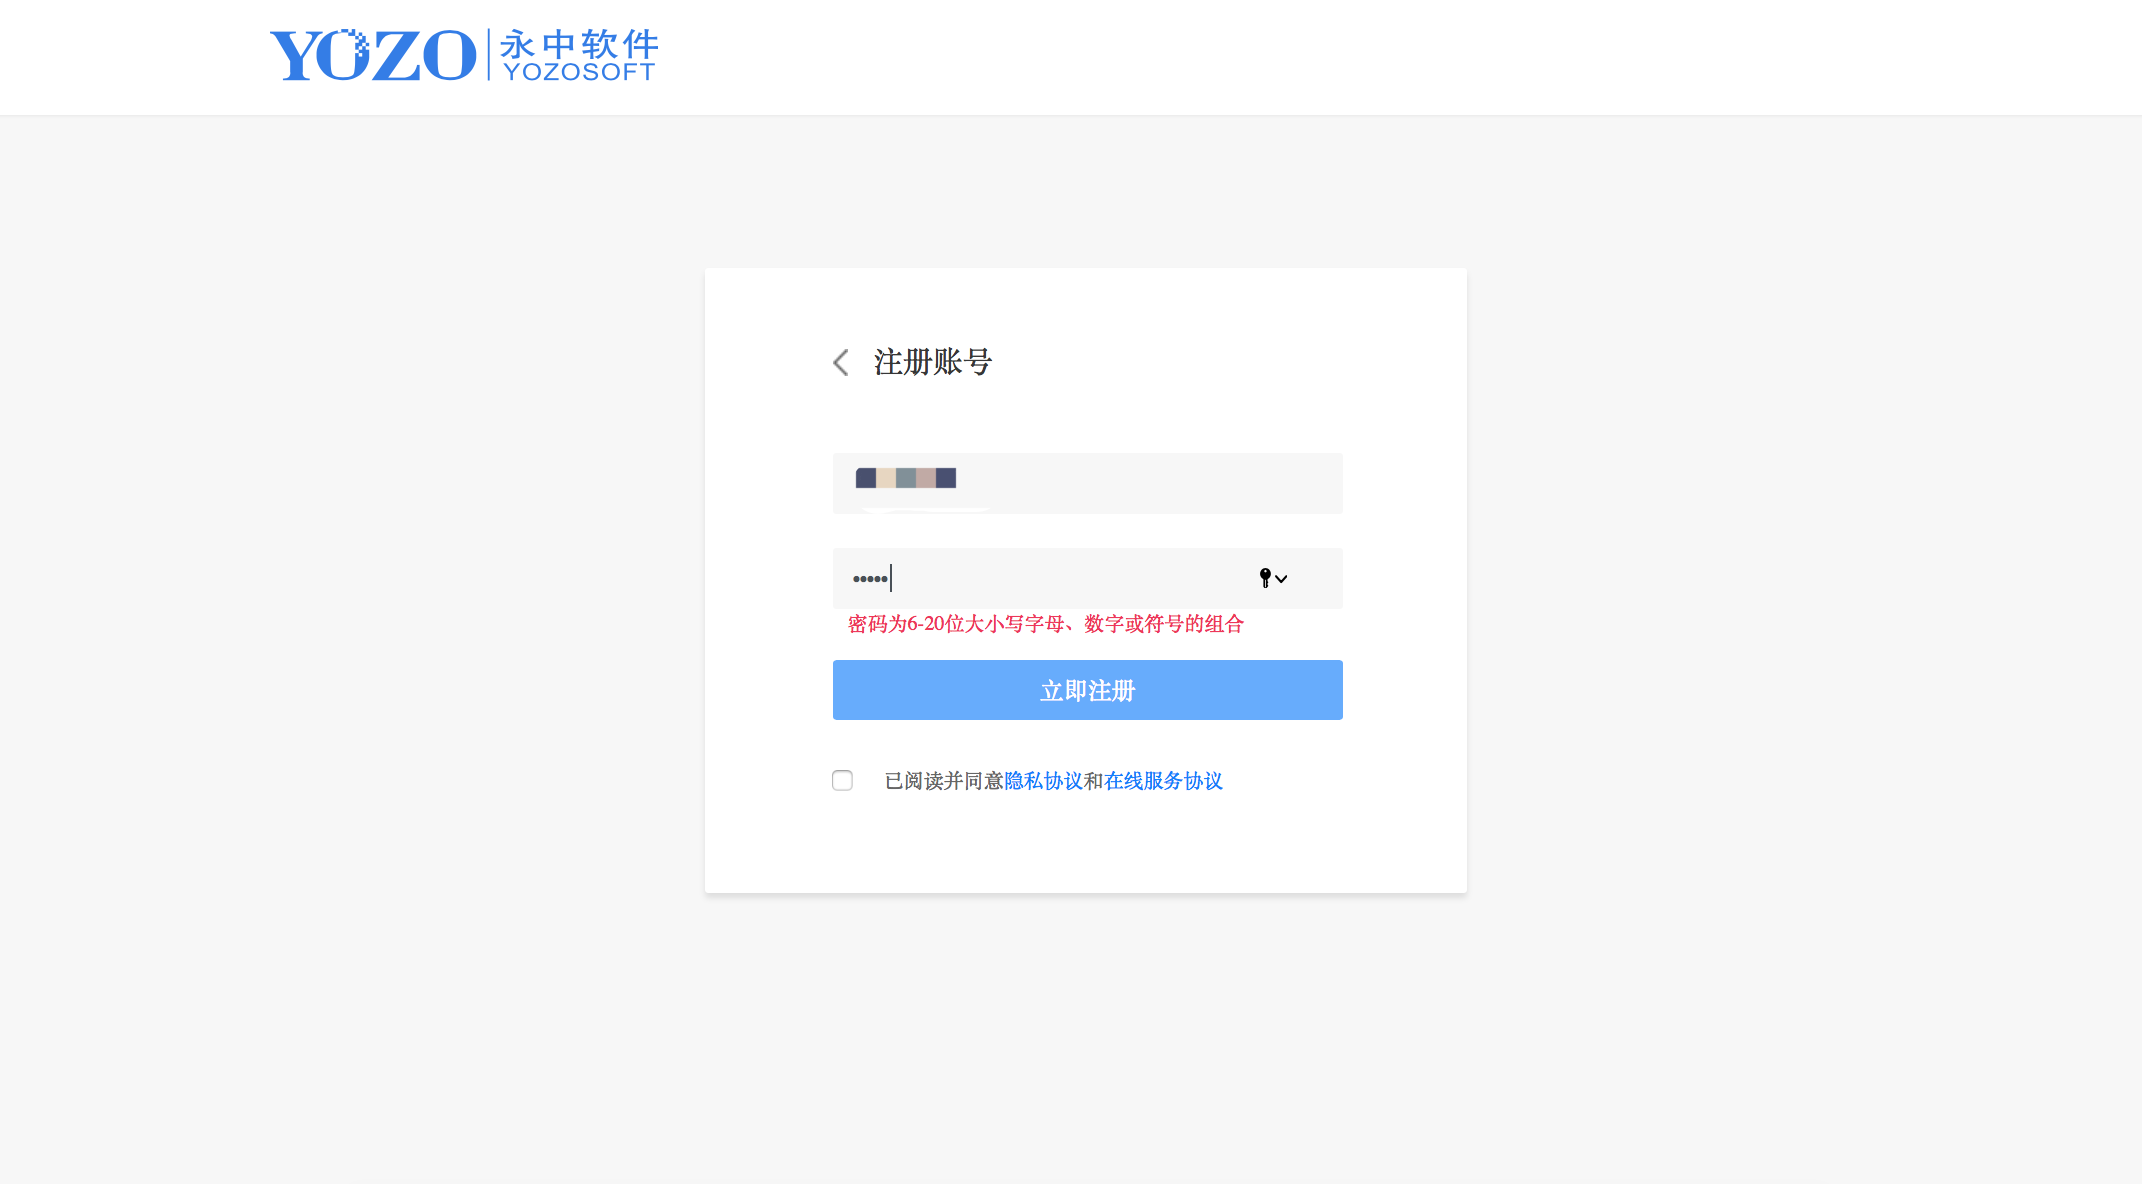 YOZO 永中软件
YOZOSOFT
注册账号
•••••
密码为6-20位大小写字母、数字或符号的组合
立即注册
已阅读并同意隐私协议和在线服务协议